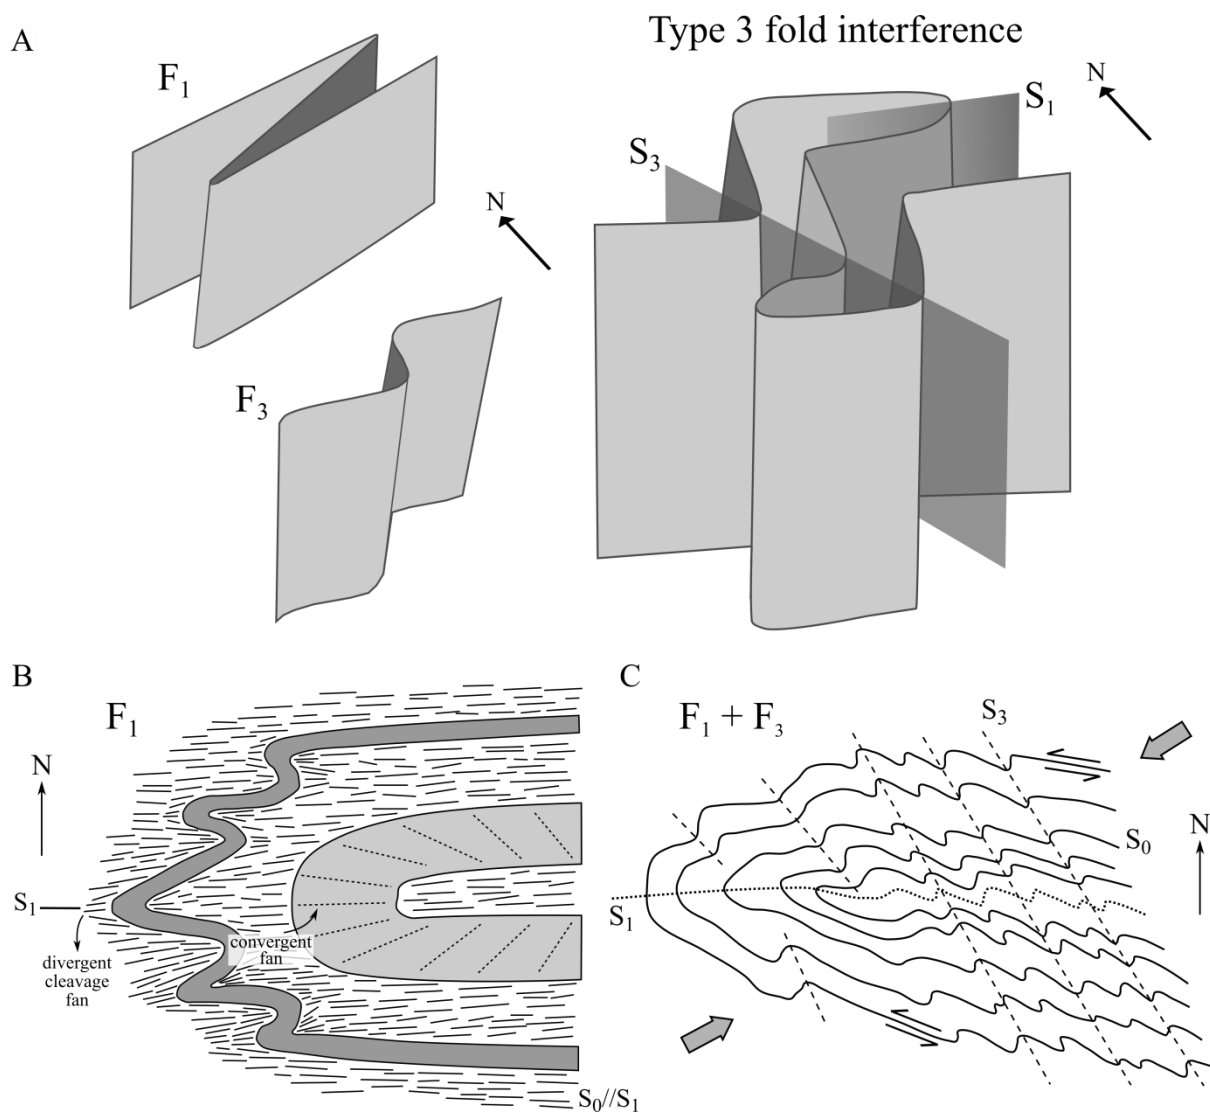 A
Type 3 fold interference
F₁
N
S₁
N
S₃
F₃
B
C
F₁
F₁ + F₃
S₃
N
S₀
N
S₁
S₁
convergent
fan
divergent
cleavage
fan
S₀//S₁